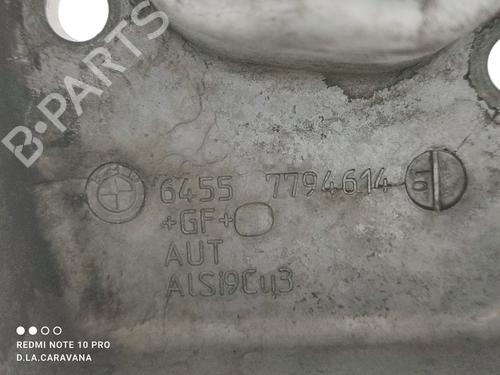 B-PARTS
6455 7794614
+GF+
AUT
AlSi9Cu3
REDMI NOTE 10 PRO
D.LA.CARAVANA